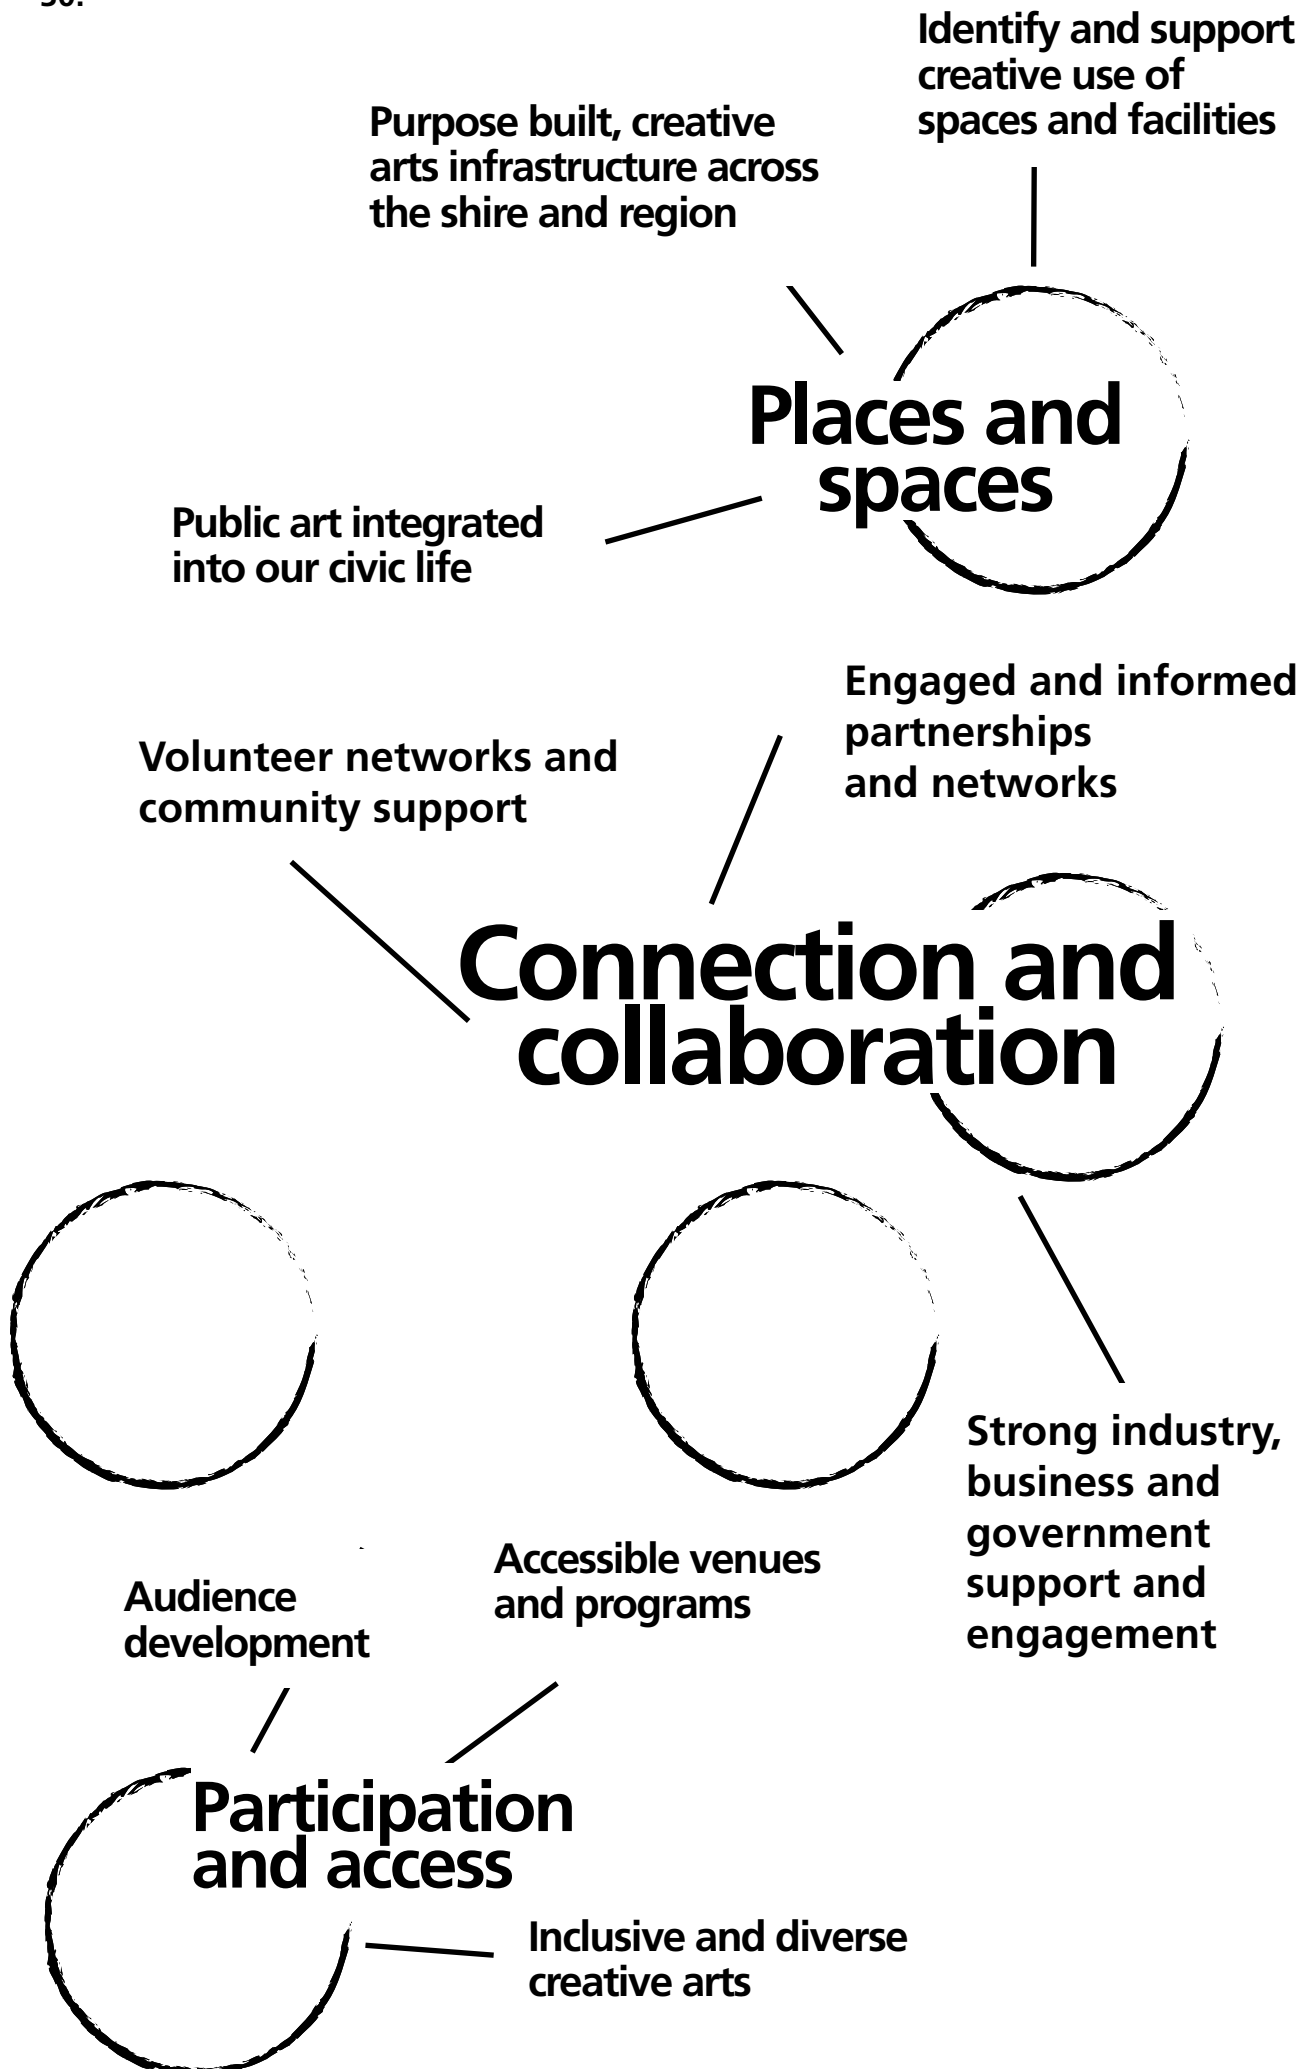 Identify and support
creative use of
spaces and facilities
Purpose built, creative
arts infrastructure across
the shire and region
Places and
spaces
Public art integrated
into our civic life
Engaged and informed
partnerships
and networks
Volunteer networks and
community support
Connection and
collaboration
Strong industry,
business and
government
support and
engagement
Accessible venues
and programs
Audience
development
Participation
and access
Inclusive and diverse
creative arts